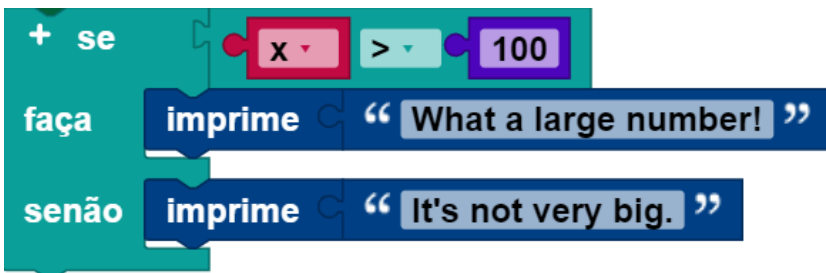 + se x > 100
faça imprime “ What a large number! ”
senão imprime “ It's not very big. ”